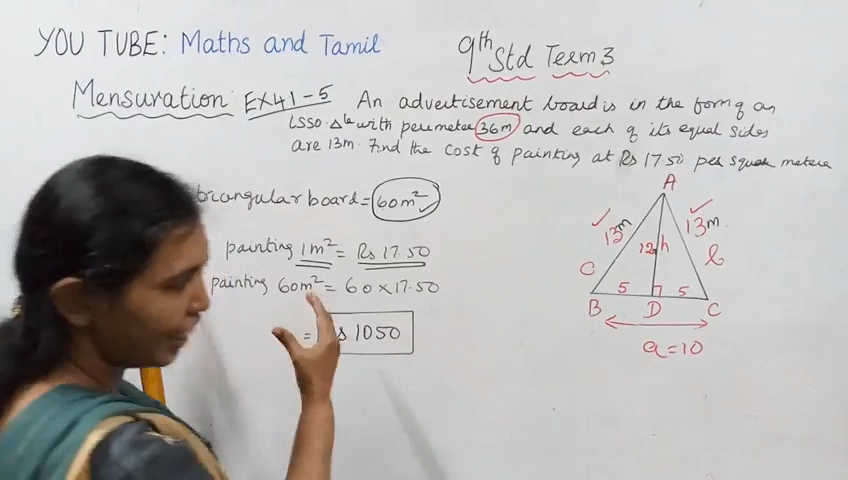 YOU TUBE: Maths and Tamil
9th Std Term 3
Mensuration EX 4.1-5 An advertisement board is in the form of an
isso. Δle with perimeter 36m and each of its equal sides
are 13m. Find the cost of painting at Rs 17.50 per square metere
triangular board = 60m²
painting 1m² = Rs 17.50
painting 60m² = 60 × 17.50
= Rs 1050
A
13m 13m
12 h
c b
5 5
B D C
a = 10